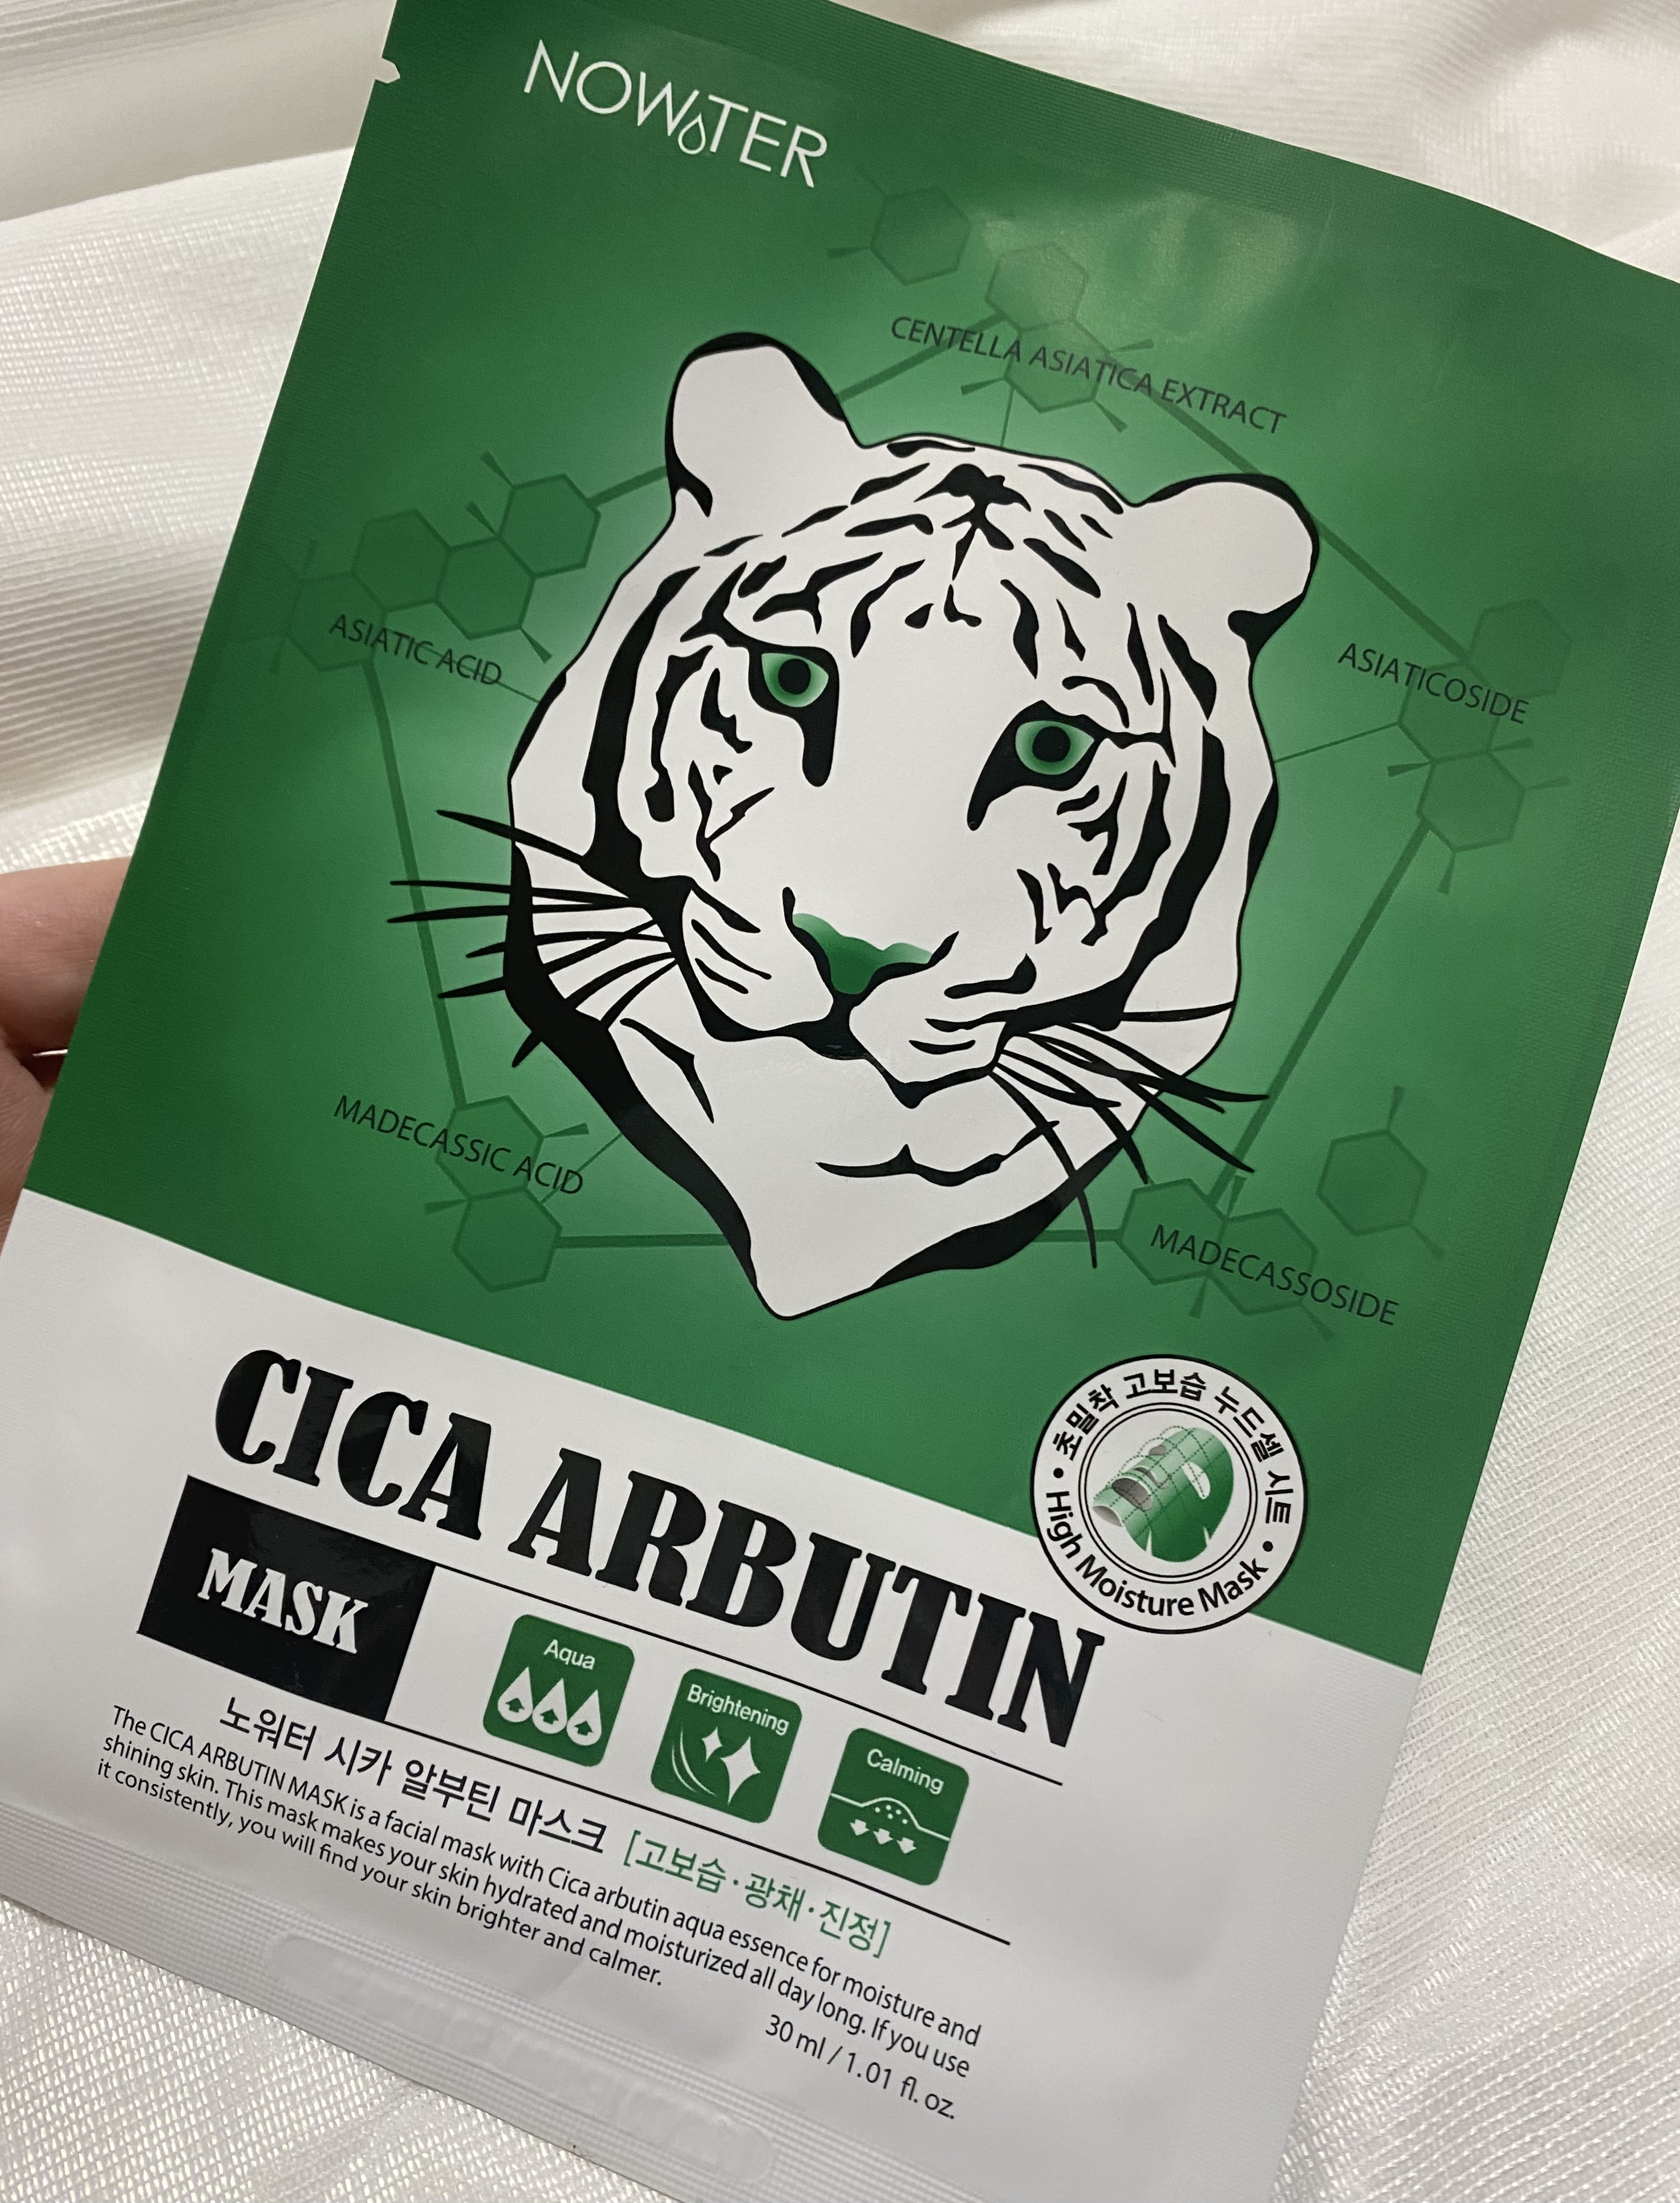 NOWTER
CENTELLA ASIATICA EXTRACT
ASIATIC ACID
ASIATICOSIDE
MADECASSIC ACID
MADECASSOSIDE
• 초밀착 고보습 누드셀 시트 •
High Moisture Mask
CICA ARBUTIN
MASK
Aqua
Brightening
Calming
노워터 시카 알부틴 마스크 [고보습·광채·진정]
The CICA ARBUTIN MASK is a facial mask with Cica arbutin aqua essence for moisture and
shining skin. This mask makes your skin hydrated and moisturized all day long. If you use
it consistently, you will find your skin brighter and calmer.
30 ml / 1.01 fl. oz.